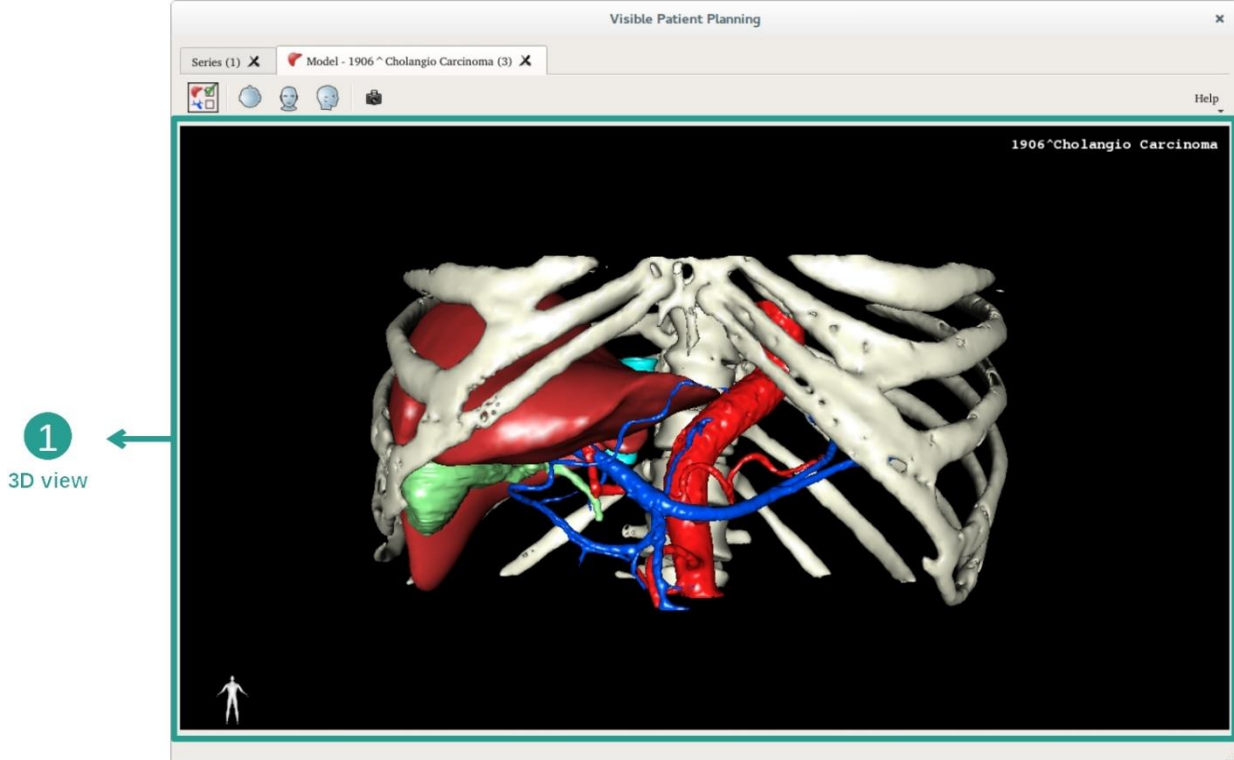 Visible Patient Planning
Series (1)
Model - 1906 ^ Cholangio Carcinoma (3)
Help
1906^Cholangio Carcinoma
1
3D view